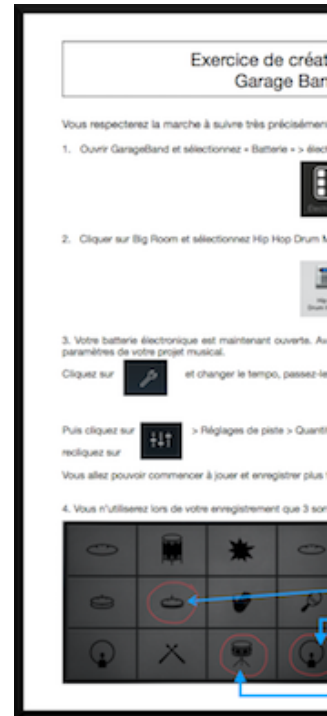 Exercice de créat
Garage Ban
Vous respecterez la marche à suivre très précisémen
1. Ouvrir GarageBand et sélectionnez « Batterie » > élect
2. Cliquer sur Big Room et sélectionnez Hip Hop Drum M
3. Votre batterie électronique est maintenant ouverte. Av
paramètres de votre projet musical.
Cliquez sur et changer le tempo, passez-le
Puis cliquez sur > Réglages de piste > Quanti
recliquez sur
Vous allez pouvoir commencer à jouer et enregistrer plus
4. Vous n'utiliserez lors de votre enregistrement que 3 son